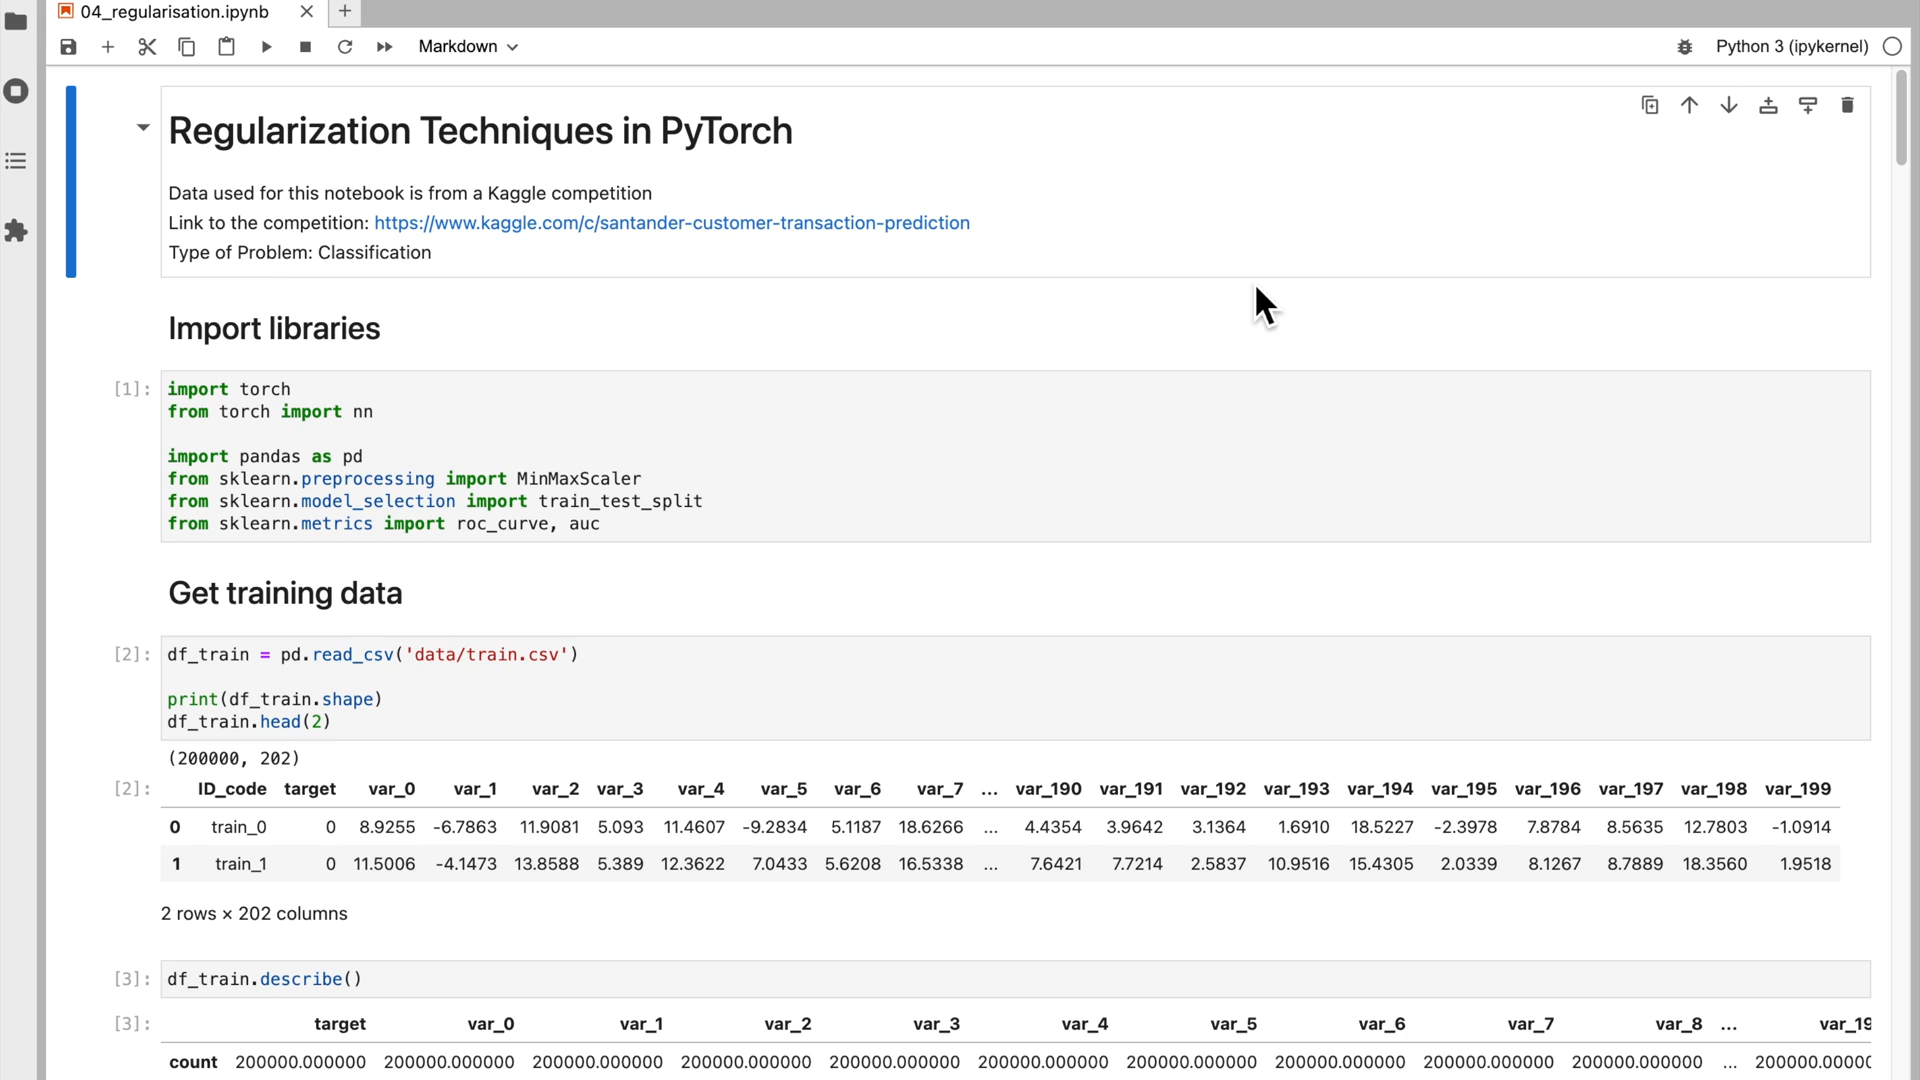 04_regularisation.ipynb
Markdown
Python 3 (ipykernel)
Regularization Techniques in PyTorch
Data used for this notebook is from a Kaggle competition
Link to the competition: https://www.kaggle.com/c/santander-customer-transaction-prediction
Type of Problem: Classification
Import libraries
[1]: import torch
from torch import nn
import pandas as pd
from sklearn.preprocessing import MinMaxScaler
from sklearn.model_selection import train_test_split
from sklearn.metrics import roc_curve, auc
Get training data
[2]: df_train = pd.read_csv('data/train.csv')
print(df_train.shape)
df_train.head(2)
(200000, 202)
[2]: ID_code target var_0 var_1 var_2 var_3 var_4 var_5 var_6 var_7 ... var_190 var_191 var_192 var_193 var_194 var_195 var_196 var_197 var_198 var_199
0 train_0 0 8.9255 -6.7863 11.9081 5.093 11.4607 -9.2834 5.1187 18.6266 ... 4.4354 3.9642 3.1364 1.6910 18.5227 -2.3978 7.8784 8.5635 12.7803 -1.0914
1 train_1 0 11.5006 -4.1473 13.8588 5.389 12.3622 7.0433 5.6208 16.5338 ... 7.6421 7.7214 2.5837 10.9516 15.4305 2.0339 8.1267 8.7889 18.3560 1.9518
2 rows × 202 columns
[3]: df_train.describe()
[3]: target var_0 var_1 var_2 var_3 var_4 var_5 var_6 var_7 var_8 ... var_19
count 200000.000000 200000.000000 200000.000000 200000.000000 200000.000000 200000.000000 200000.000000 200000.000000 200000.000000 200000.000000 ... 200000.00000